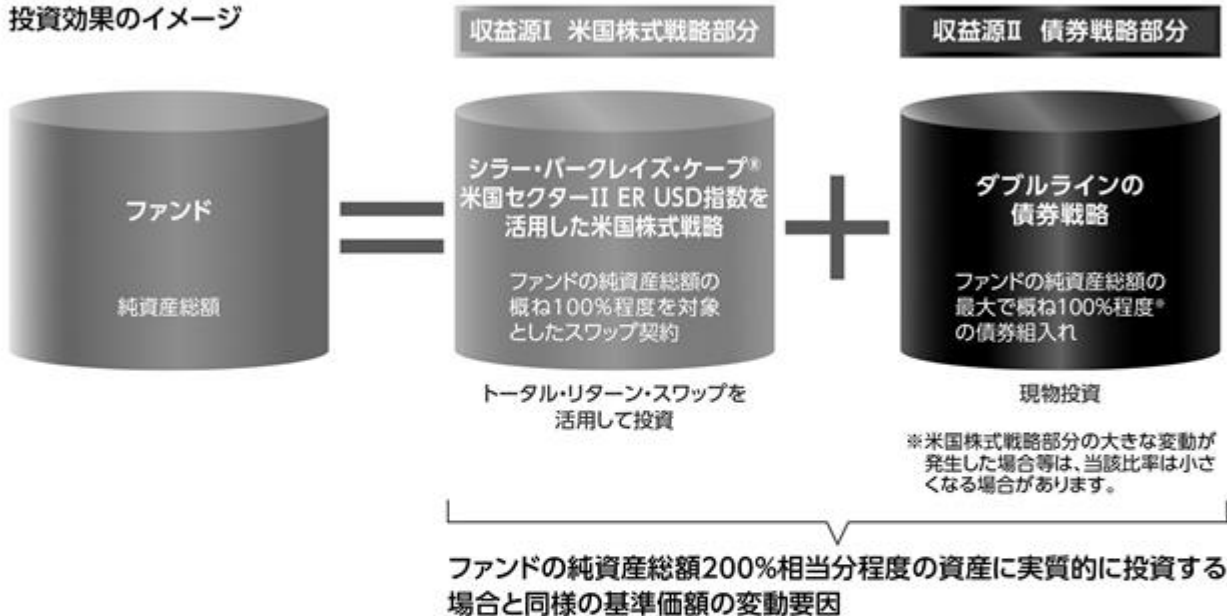 投資効果のイメージ
収益源Ⅰ 米国株式戦略部分
収益源Ⅱ 債券戦略部分
ファンド
純資産総額
シラー・バークレイズ・ケープ®
米国セクターII ER USD指数を
活用した米国株式戦略
ファンドの純資産総額の
概ね100%程度を対象
としたスワップ契約
トータル・リターン・スワップを
活用して投資
ダブルラインの
債券戦略
ファンドの純資産総額の
最大で概ね100%程度※
の債券組入れ
現物投資
※米国株式戦略部分の大きな変動が
発生した場合等は、当該比率は小さ
くなる場合があります。
ファンドの純資産総額200%相当分程度の資産に実質的に投資する
場合と同様の基準価額の変動要因